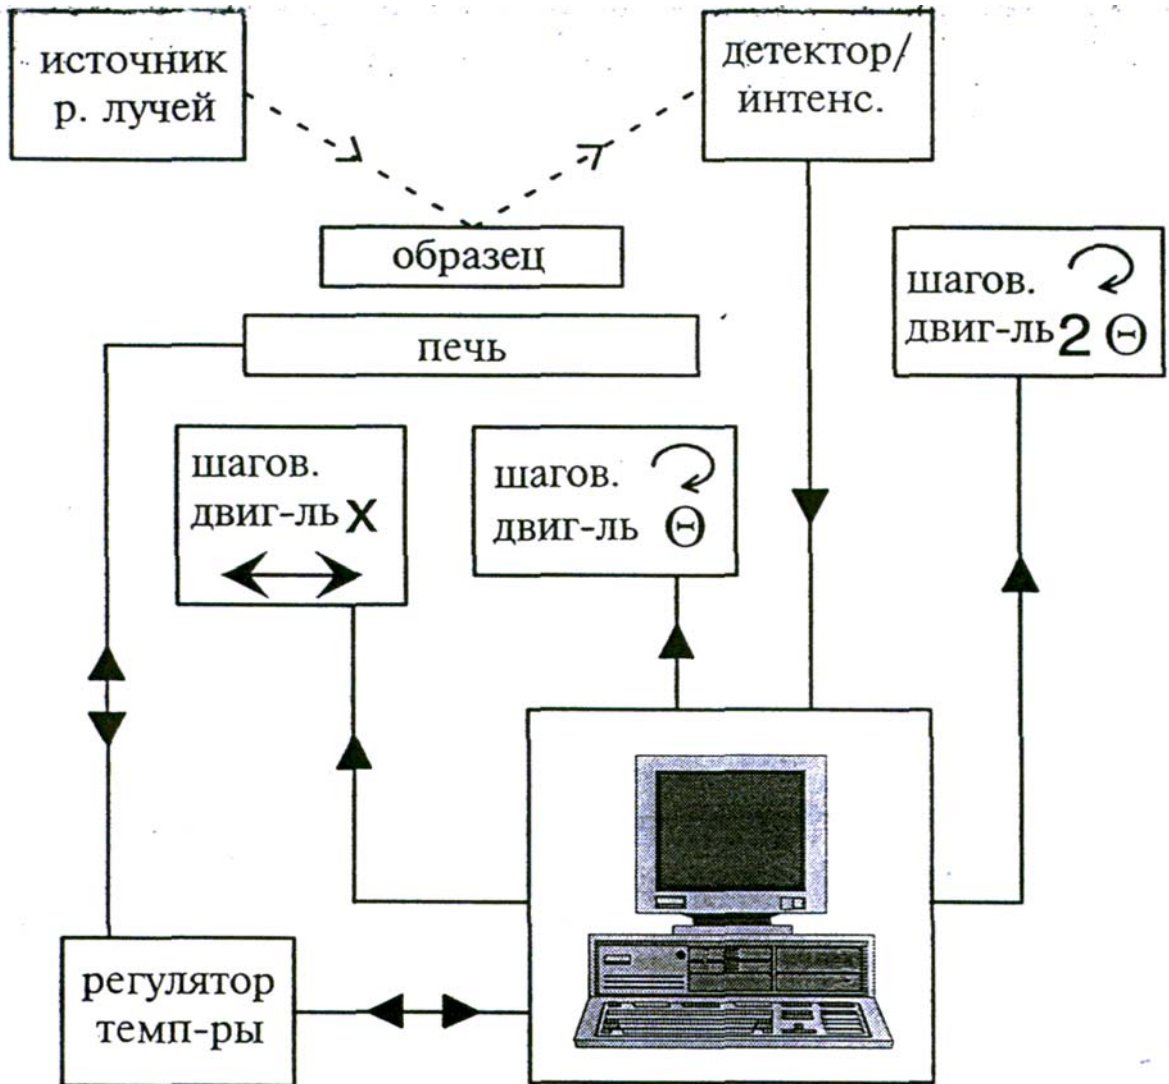 источник
р. лучей
детектор/
интенс.
образец
печь
шагов.
двиг-ль 2 Θ
шагов.
двиг-ль X
шагов.
двиг-ль Θ
регулятор
темп-ры